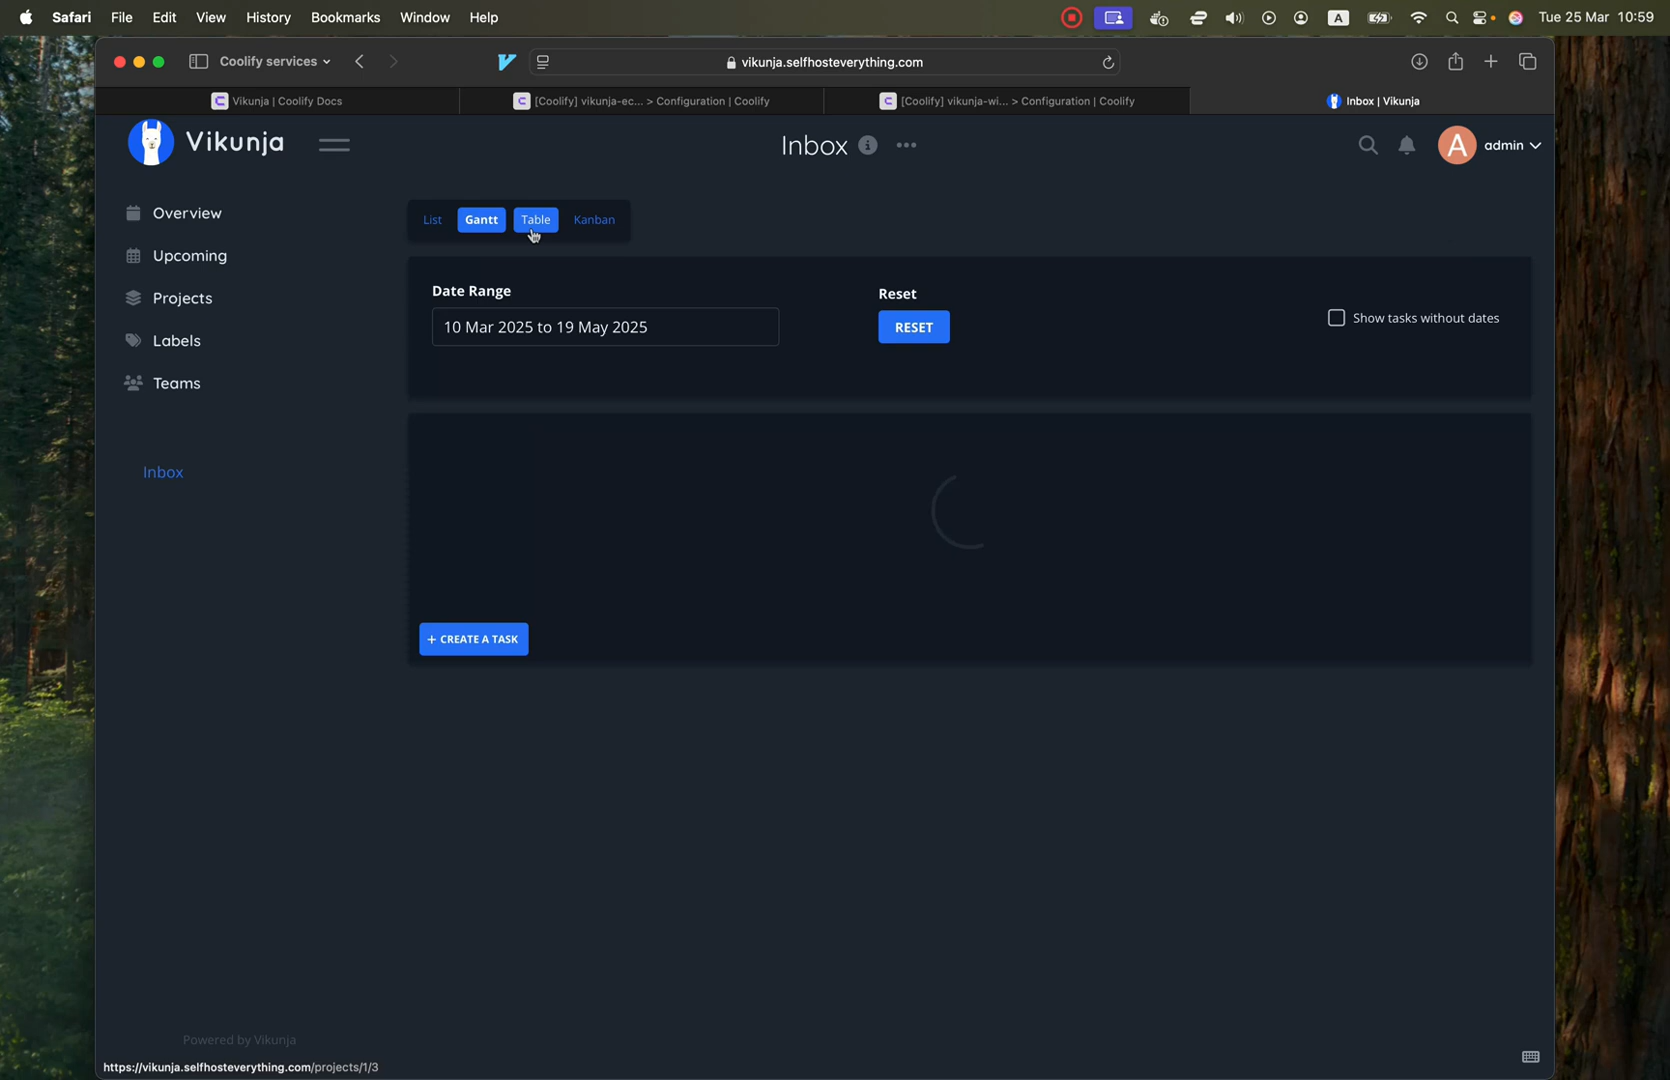 Safari File Edit View History Bookmarks Window Help A Tue 25 Mar 10:59
Coolify services vikunja.selfhosteverything.com
Vikunja | Coolify Docs [Coolify] vikunja-ec... > Configuration | Coolify [Coolify] vikunja-wi... > Configuration | Coolify Inbox | Vikunja
Vikunja Inbox A admin
Overview
Upcoming
Projects
Labels
Teams
Inbox
List Gantt Table Kanban
Date Range Reset
10 Mar 2025 to 19 May 2025 RESET Show tasks without dates
+ CREATE A TASK
Powered by Vikunja
https://vikunja.selfhosteverything.com/projects/1/3